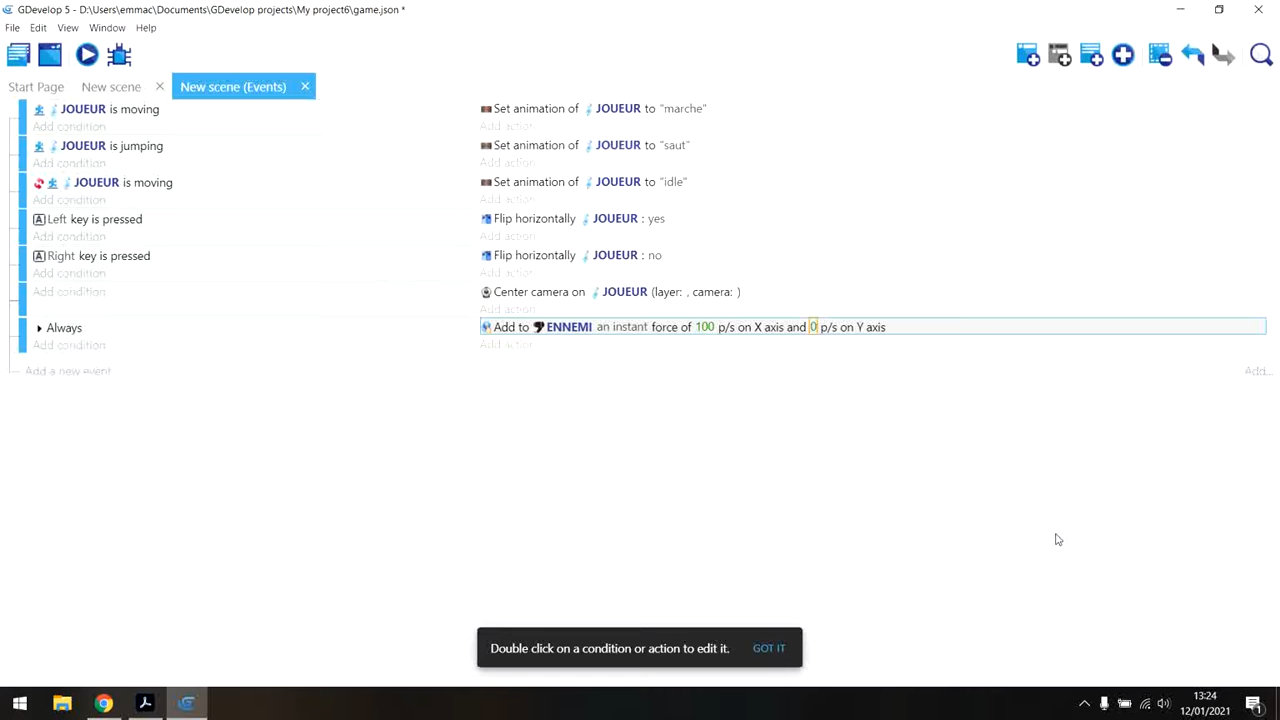 GDevelop 5 - D:\Users\emmac\Documents\GDevelop projects\My project6\game.json *
File Edit View Window Help
Start Page New scene × New scene (Events) ×
JOUEUR is moving Set animation of JOUEUR to "marche"
Add condition Add action
JOUEUR is jumping Set animation of JOUEUR to "saut"
Add condition Add action
JOUEUR is moving Set animation of JOUEUR to "idle"
Add condition Add action
A Left key is pressed Flip horizontally JOUEUR : yes
Add condition Add action
A Right key is pressed Flip horizontally JOUEUR : no
Add condition Add action
Add condition Center camera on JOUEUR (layer: , camera: )
Add action
Always Add to ENNEMI an instant force of 100 p/s on X axis and 0 p/s on Y axis
Add condition Add action
Add a new event Add...
Double click on a condition or action to edit it. GOT IT
13:24
12/01/2021
1